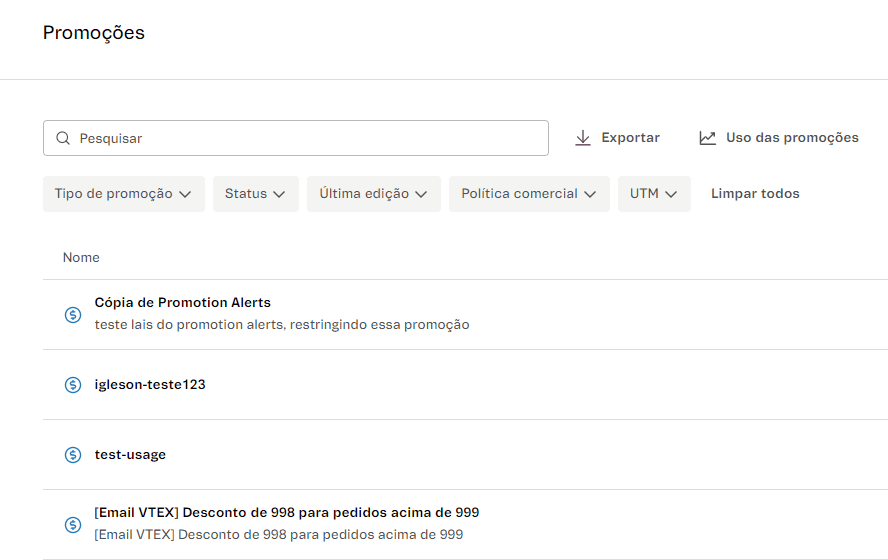 Promoções
Pesquisar
Exportar
Uso das promoções
Tipo de promoção
Status
Última edição
Política comercial
UTM
Limpar todos
Nome
Cópia de Promotion Alerts
teste lais do promotion alerts, restringindo essa promoção
igleson-teste123
test-usage
[Email VTEX] Desconto de 998 para pedidos acima de 999
[Email VTEX] Desconto de 998 para pedidos acima de 999